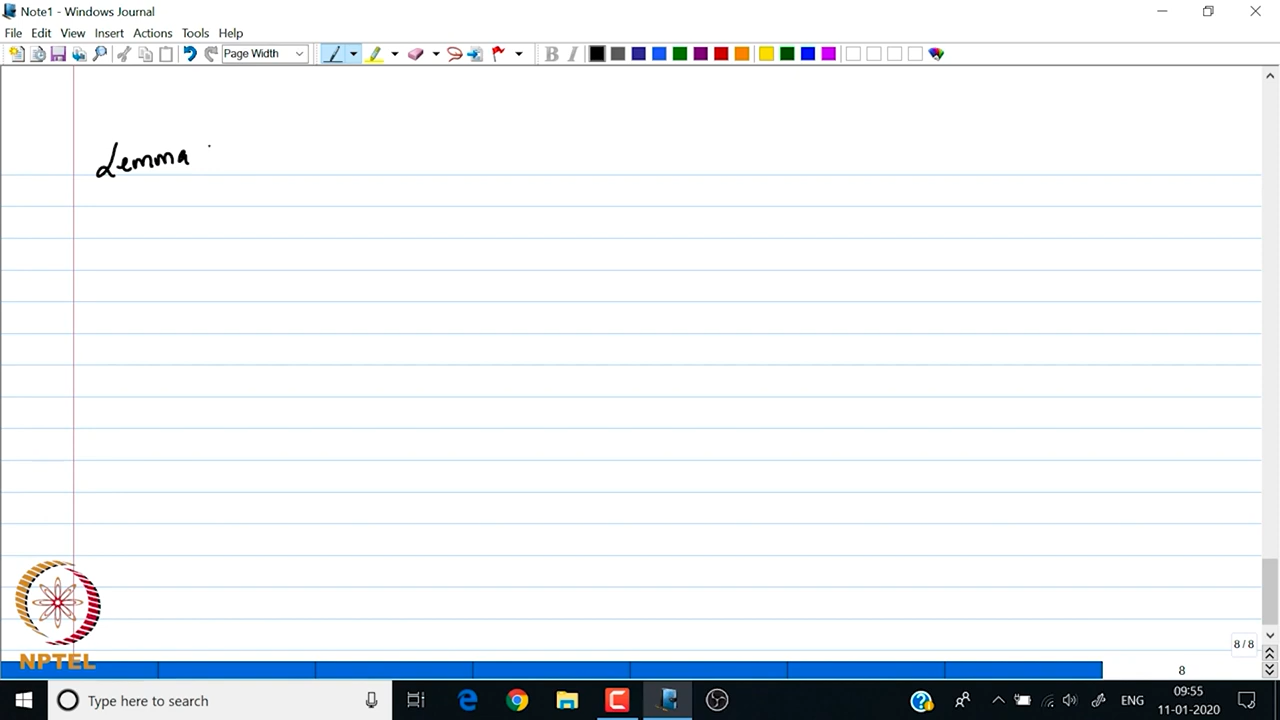 Note1 - Windows Journal
File Edit View Insert Actions Tools Help
Page Width B I
Lemma
8/8
NPTEL
8
Type here to search
ENG
09:55
11-01-2020